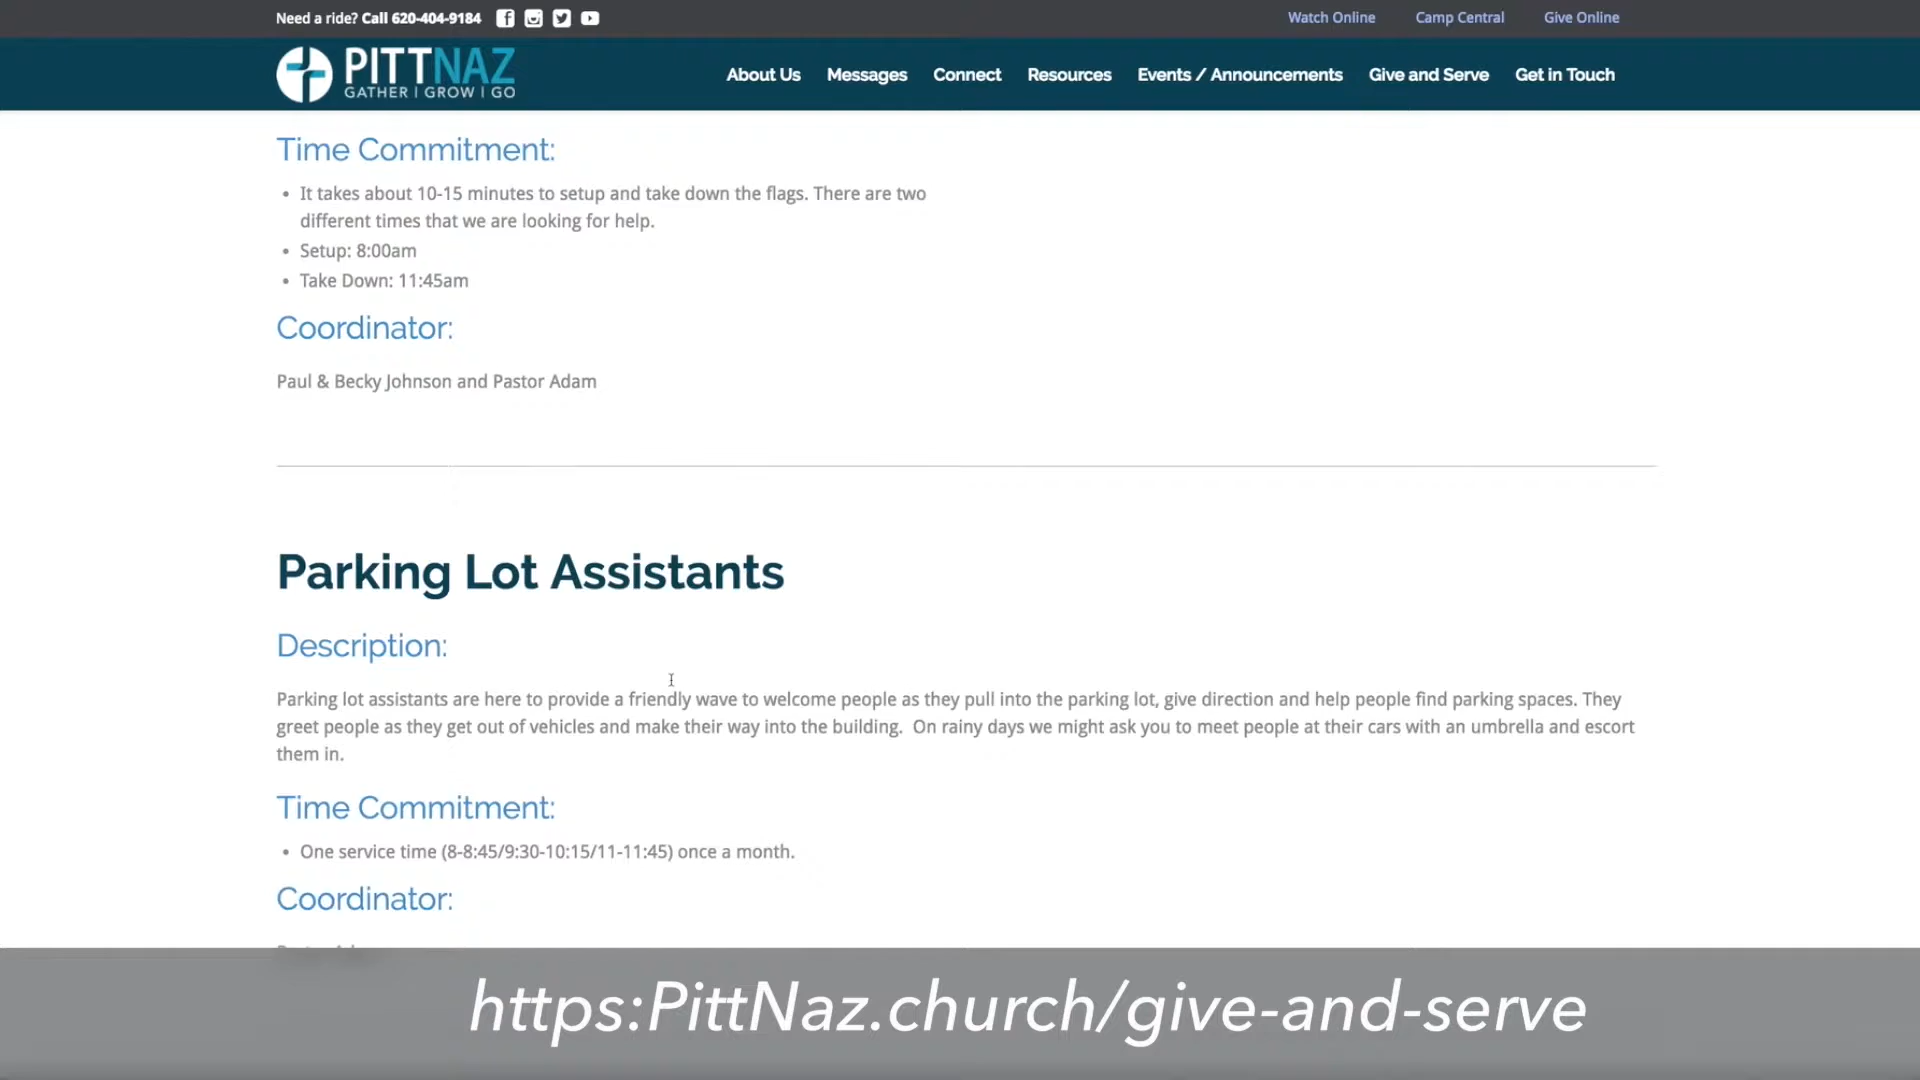 Need a ride? Call 620-404-9184
Watch Online Camp Central Give Online
PITTNAZ
GATHER | GROW | GO
About Us Messages Connect Resources Events / Announcements Give and Serve Get in Touch
Time Commitment:
• It takes about 10-15 minutes to setup and take down the flags. There are two
different times that we are looking for help.
• Setup: 8:00am
• Take Down: 11:45am
Coordinator:
Paul & Becky Johnson and Pastor Adam
Parking Lot Assistants
Description:
Parking lot assistants are here to provide a friendly wave to welcome people as they pull into the parking lot, give direction and help people find parking spaces. They
greet people as they get out of vehicles and make their way into the building. On rainy days we might ask you to meet people at their cars with an umbrella and escort
them in.
Time Commitment:
• One service time (8-8:45/9:30-10:15/11-11:45) once a month.
Coordinator:
https:PittNaz.church/give-and-serve